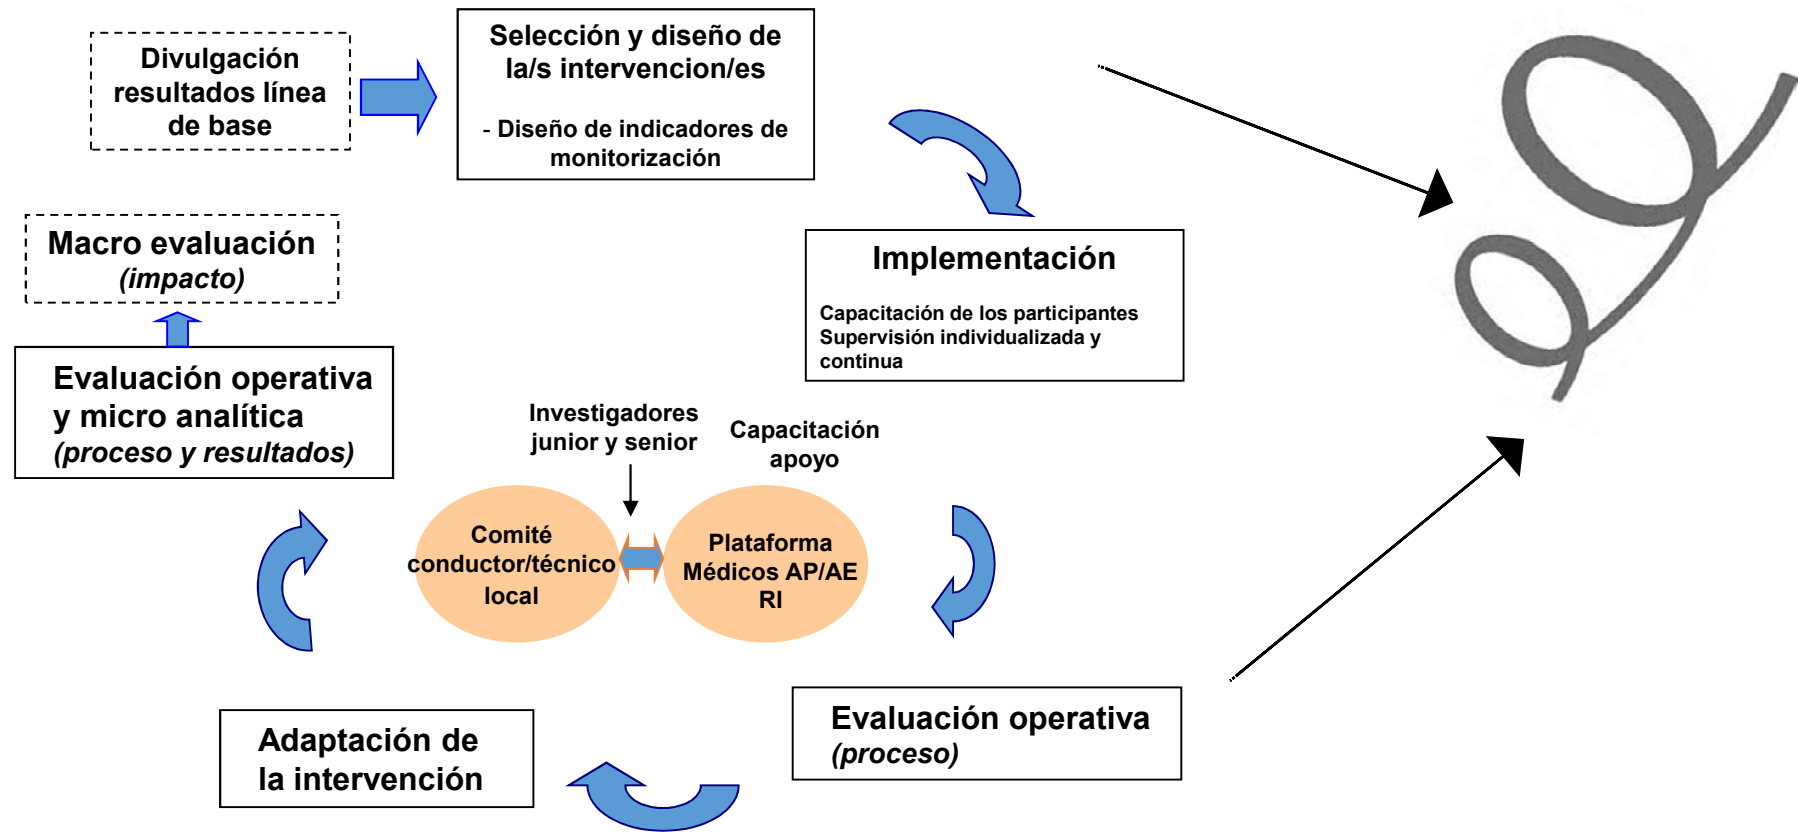 Divulgación
resultados línea
de base
Selección y diseño de
la/s intervencion/es
- Diseño de indicadores de
monitorización
Implementación
Capacitación de los participantes
Supervisión individualizada y
continua
Macro evaluación
(impacto)
Evaluación operativa
y micro analítica
(proceso y resultados)
Investigadores
junior y senior
Capacitación
apoyo
Comité
conductor/técnico
local
Plataforma
Médicos AP/AE
RI
Evaluación operativa
(proceso)
Adaptación de
la intervención